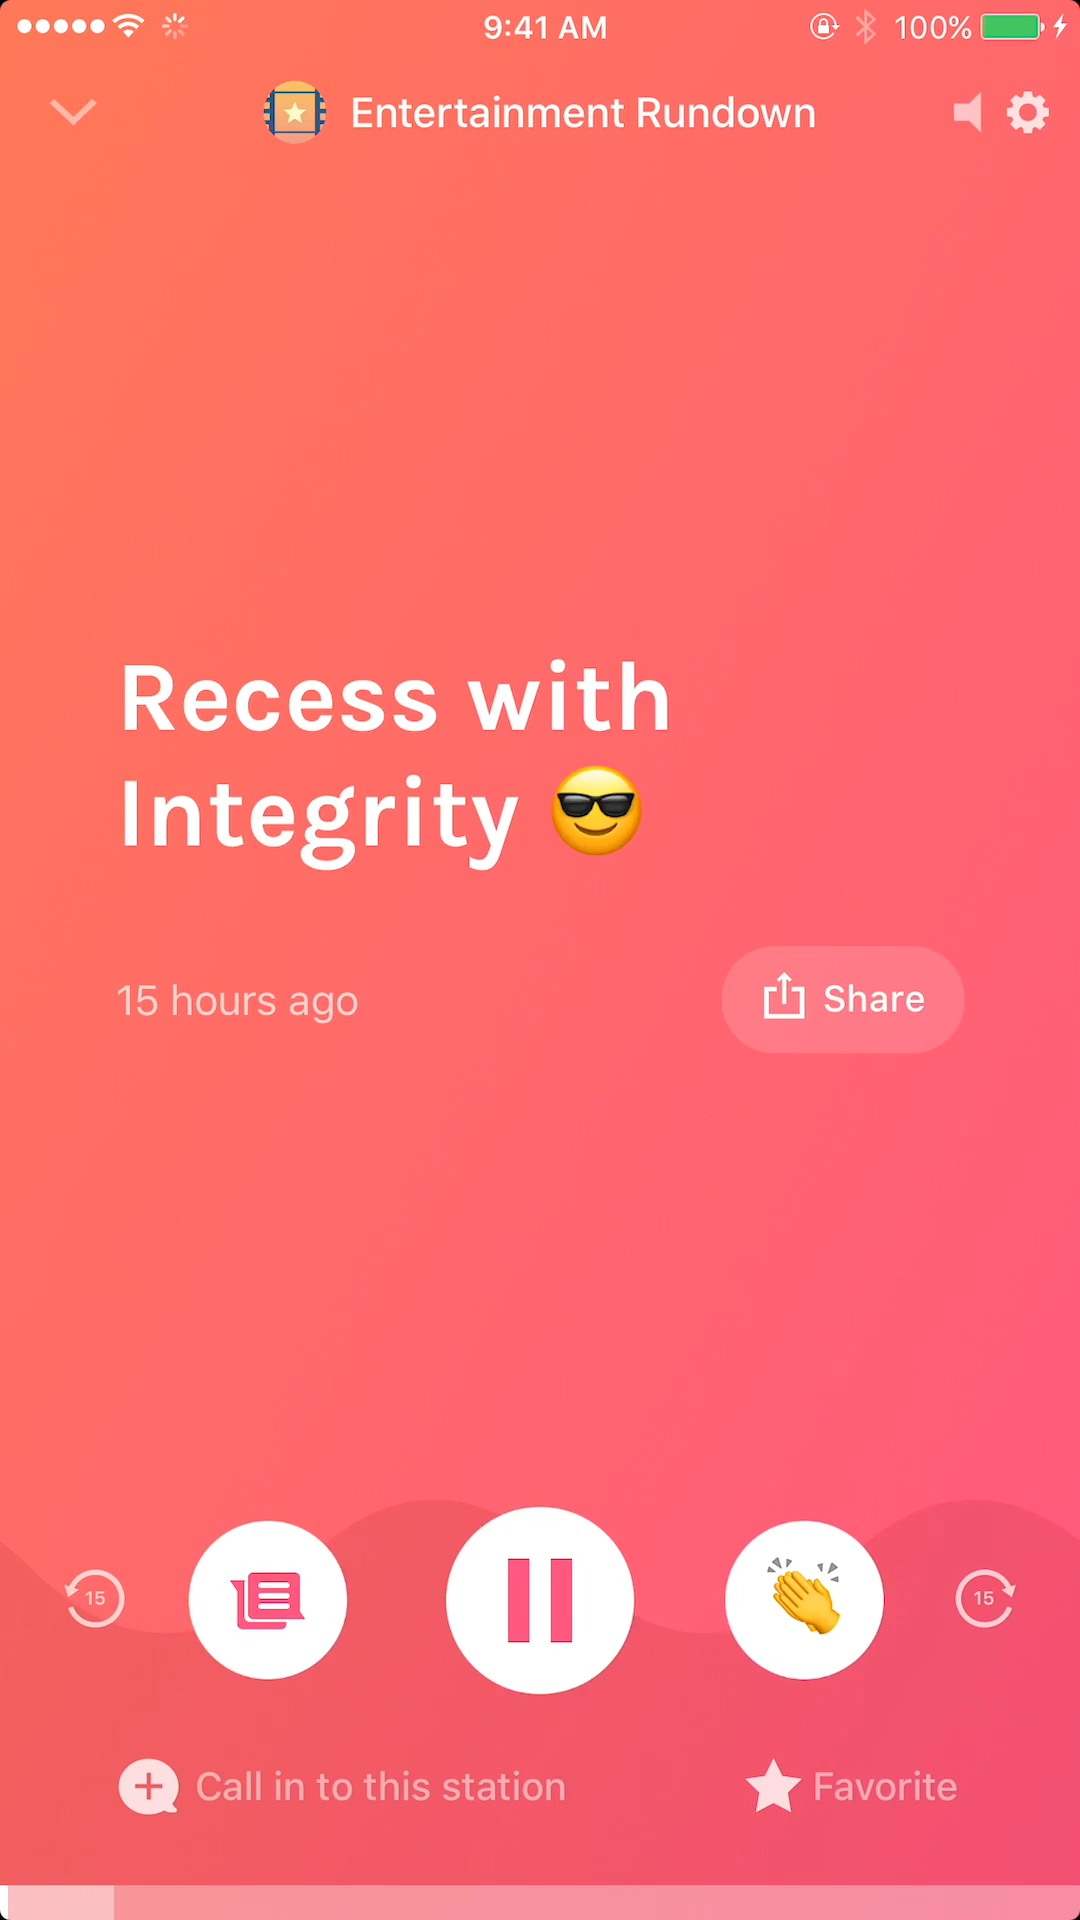 9:41 AM
100%
Entertainment Rundown
Recess with
Integrity 😎
15 hours ago
Share
15
15
Call in to this station
Favorite